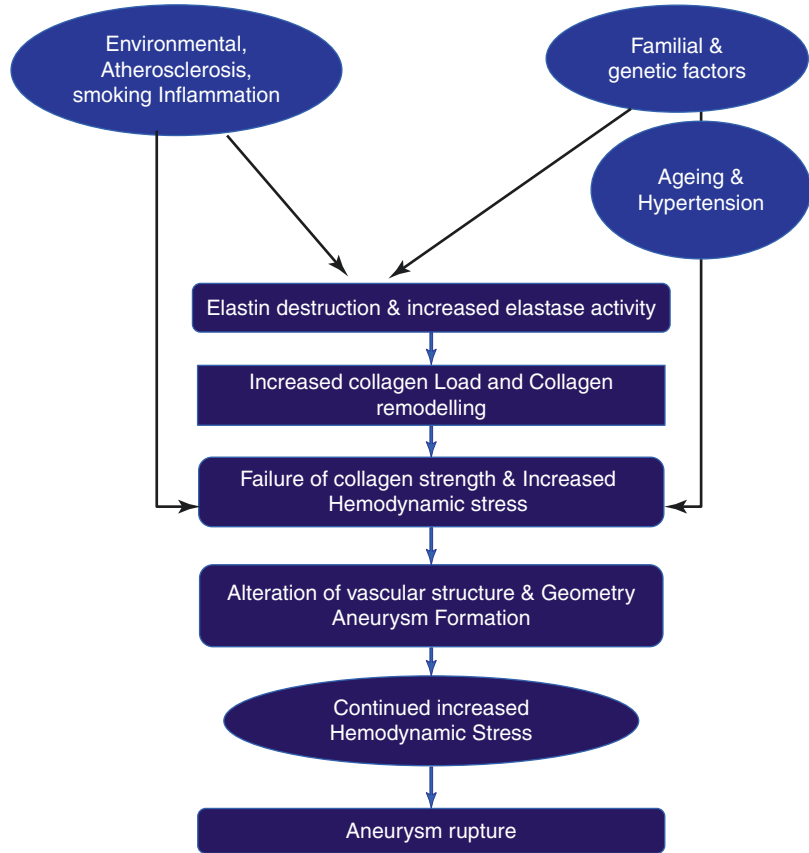 Environmental,
Atherosclerosis,
smoking Inflammation
Familial &
genetic factors
Ageing &
Hypertension
Elastin destruction & increased elastase activity
Increased collagen Load and Collagen
remodelling
Failure of collagen strength & Increased
Hemodynamic stress
Alteration of vascular structure & Geometry
Aneurysm Formation
Continued increased
Hemodynamic Stress
Aneurysm rupture